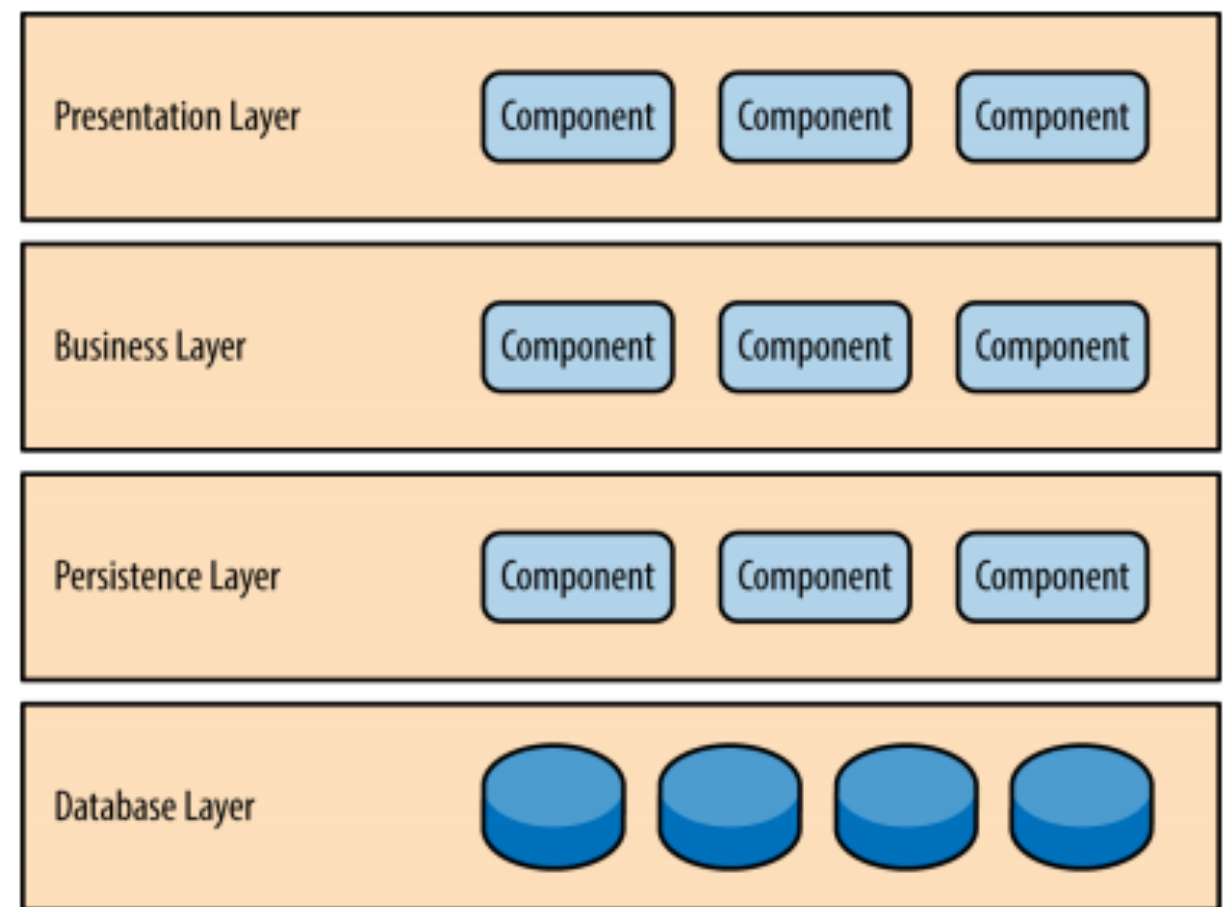 Presentation Layer Component Component Component
Business Layer Component Component Component
Persistence Layer Component Component Component
Database Layer